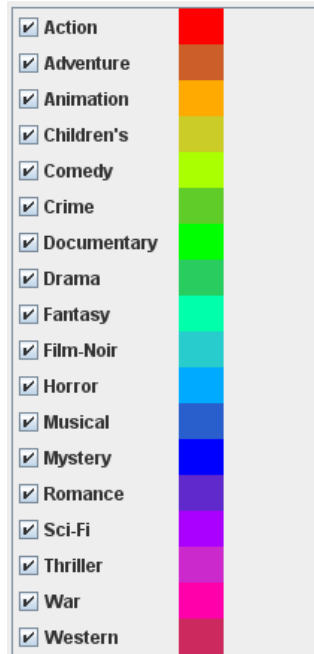 Action
Adventure
Animation
Children's
Comedy
Crime
Documentary
Drama
Fantasy
Film-Noir
Horror
Musical
Mystery
Romance
Sci-Fi
Thriller
War
Western